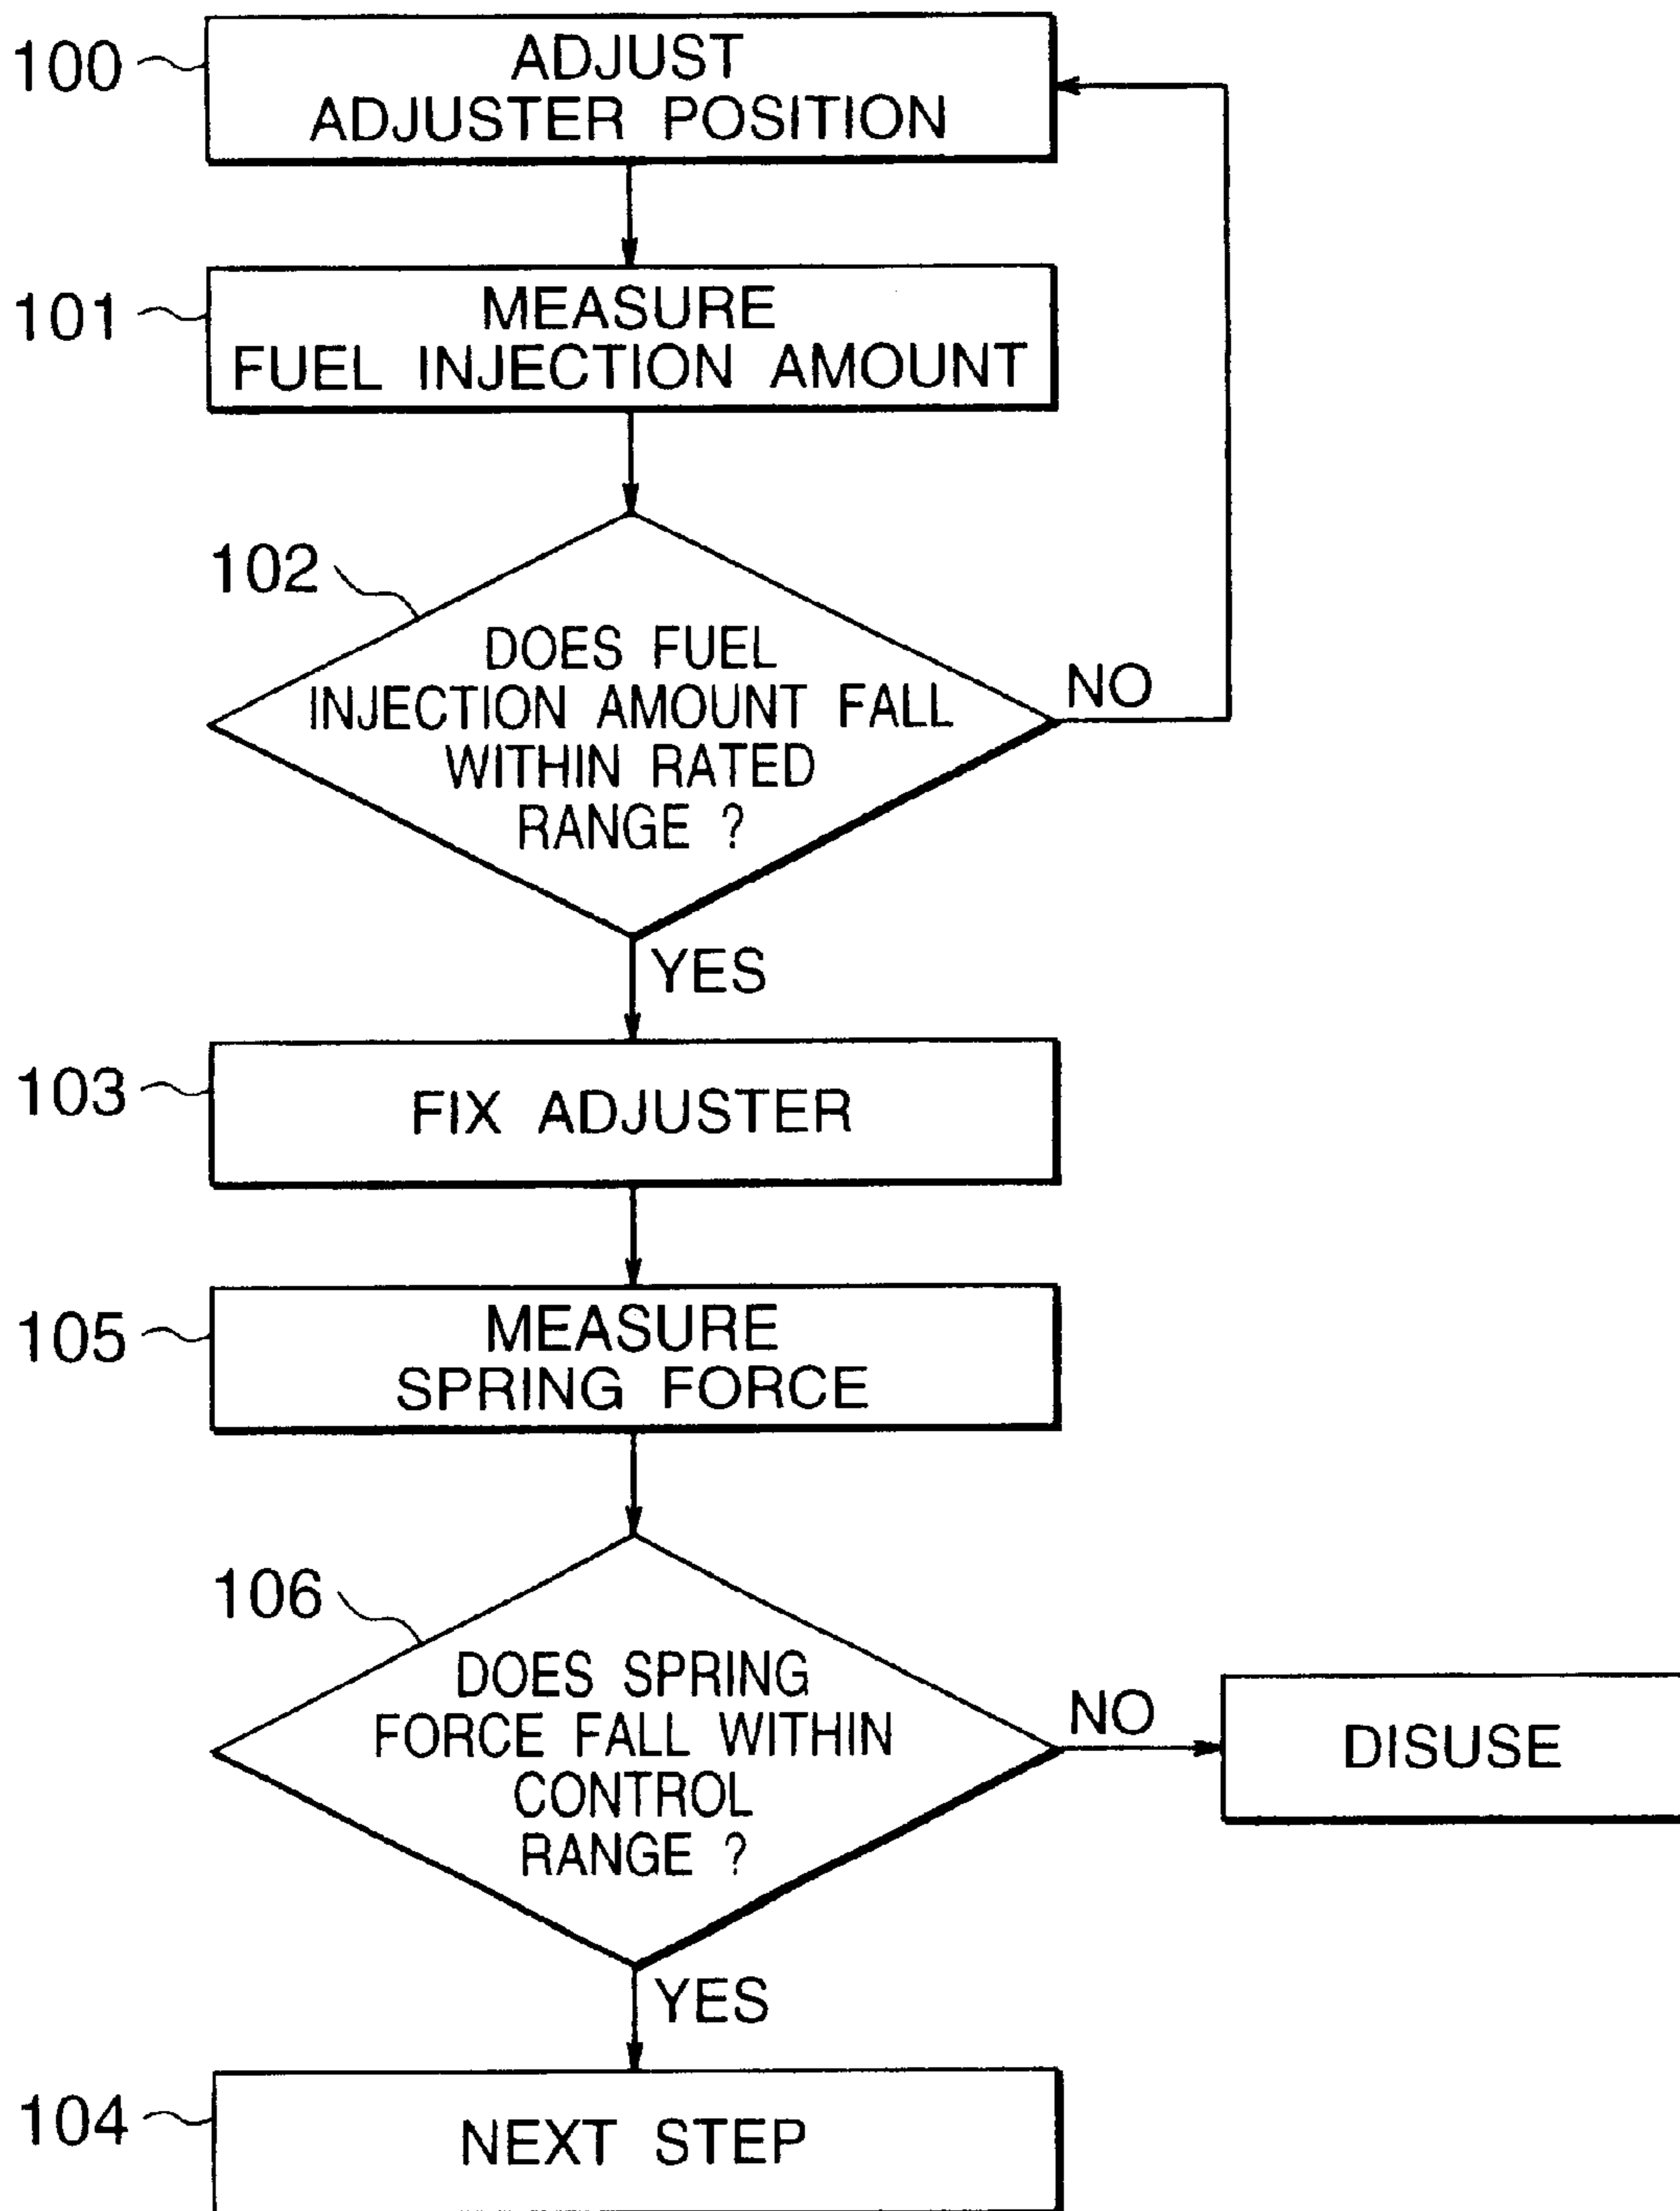 100
ADJUST
ADJUSTER POSITION
101
MEASURE
FUEL INJECTION AMOUNT
102
DOES FUEL
INJECTION AMOUNT FALL
WITHIN RATED
RANGE ?
NO
YES
103
FIX ADJUSTER
105
MEASURE
SPRING FORCE
106
DOES SPRING
FORCE FALL WITHIN
CONTROL
RANGE ?
NO
DISUSE
YES
104
NEXT STEP